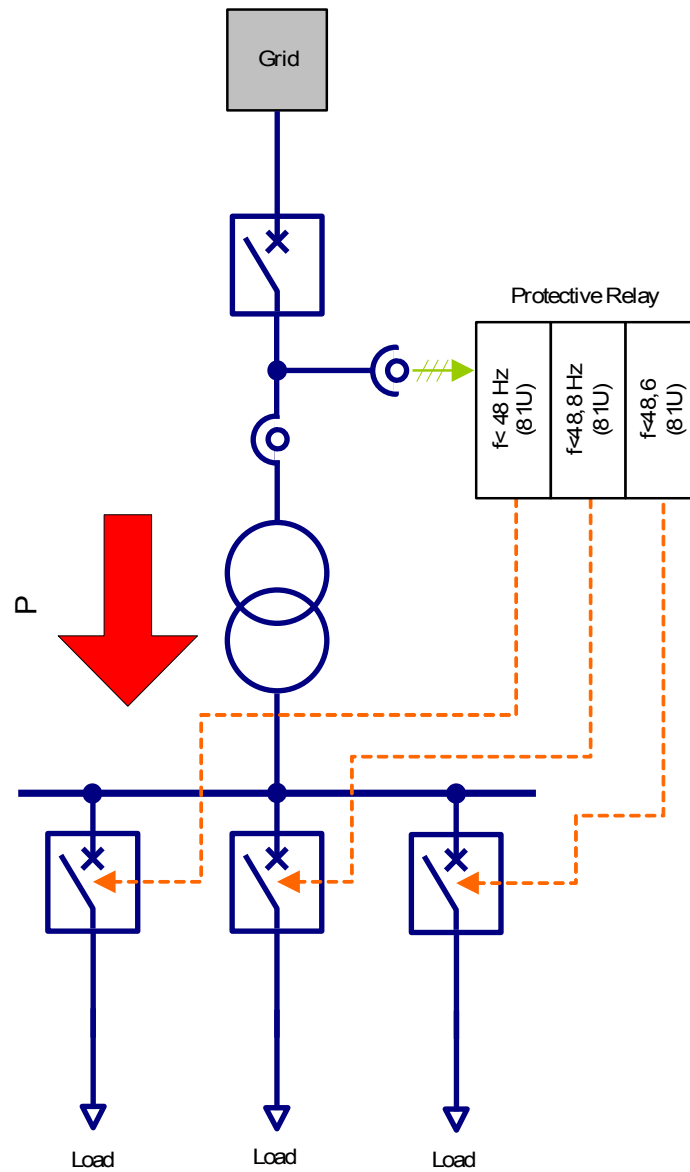 Grid
Protective Relay
f< 48 Hz
(81U)
f<48,8 Hz
(81U)
f<48,6
(81U)
P
Load
Load
Load